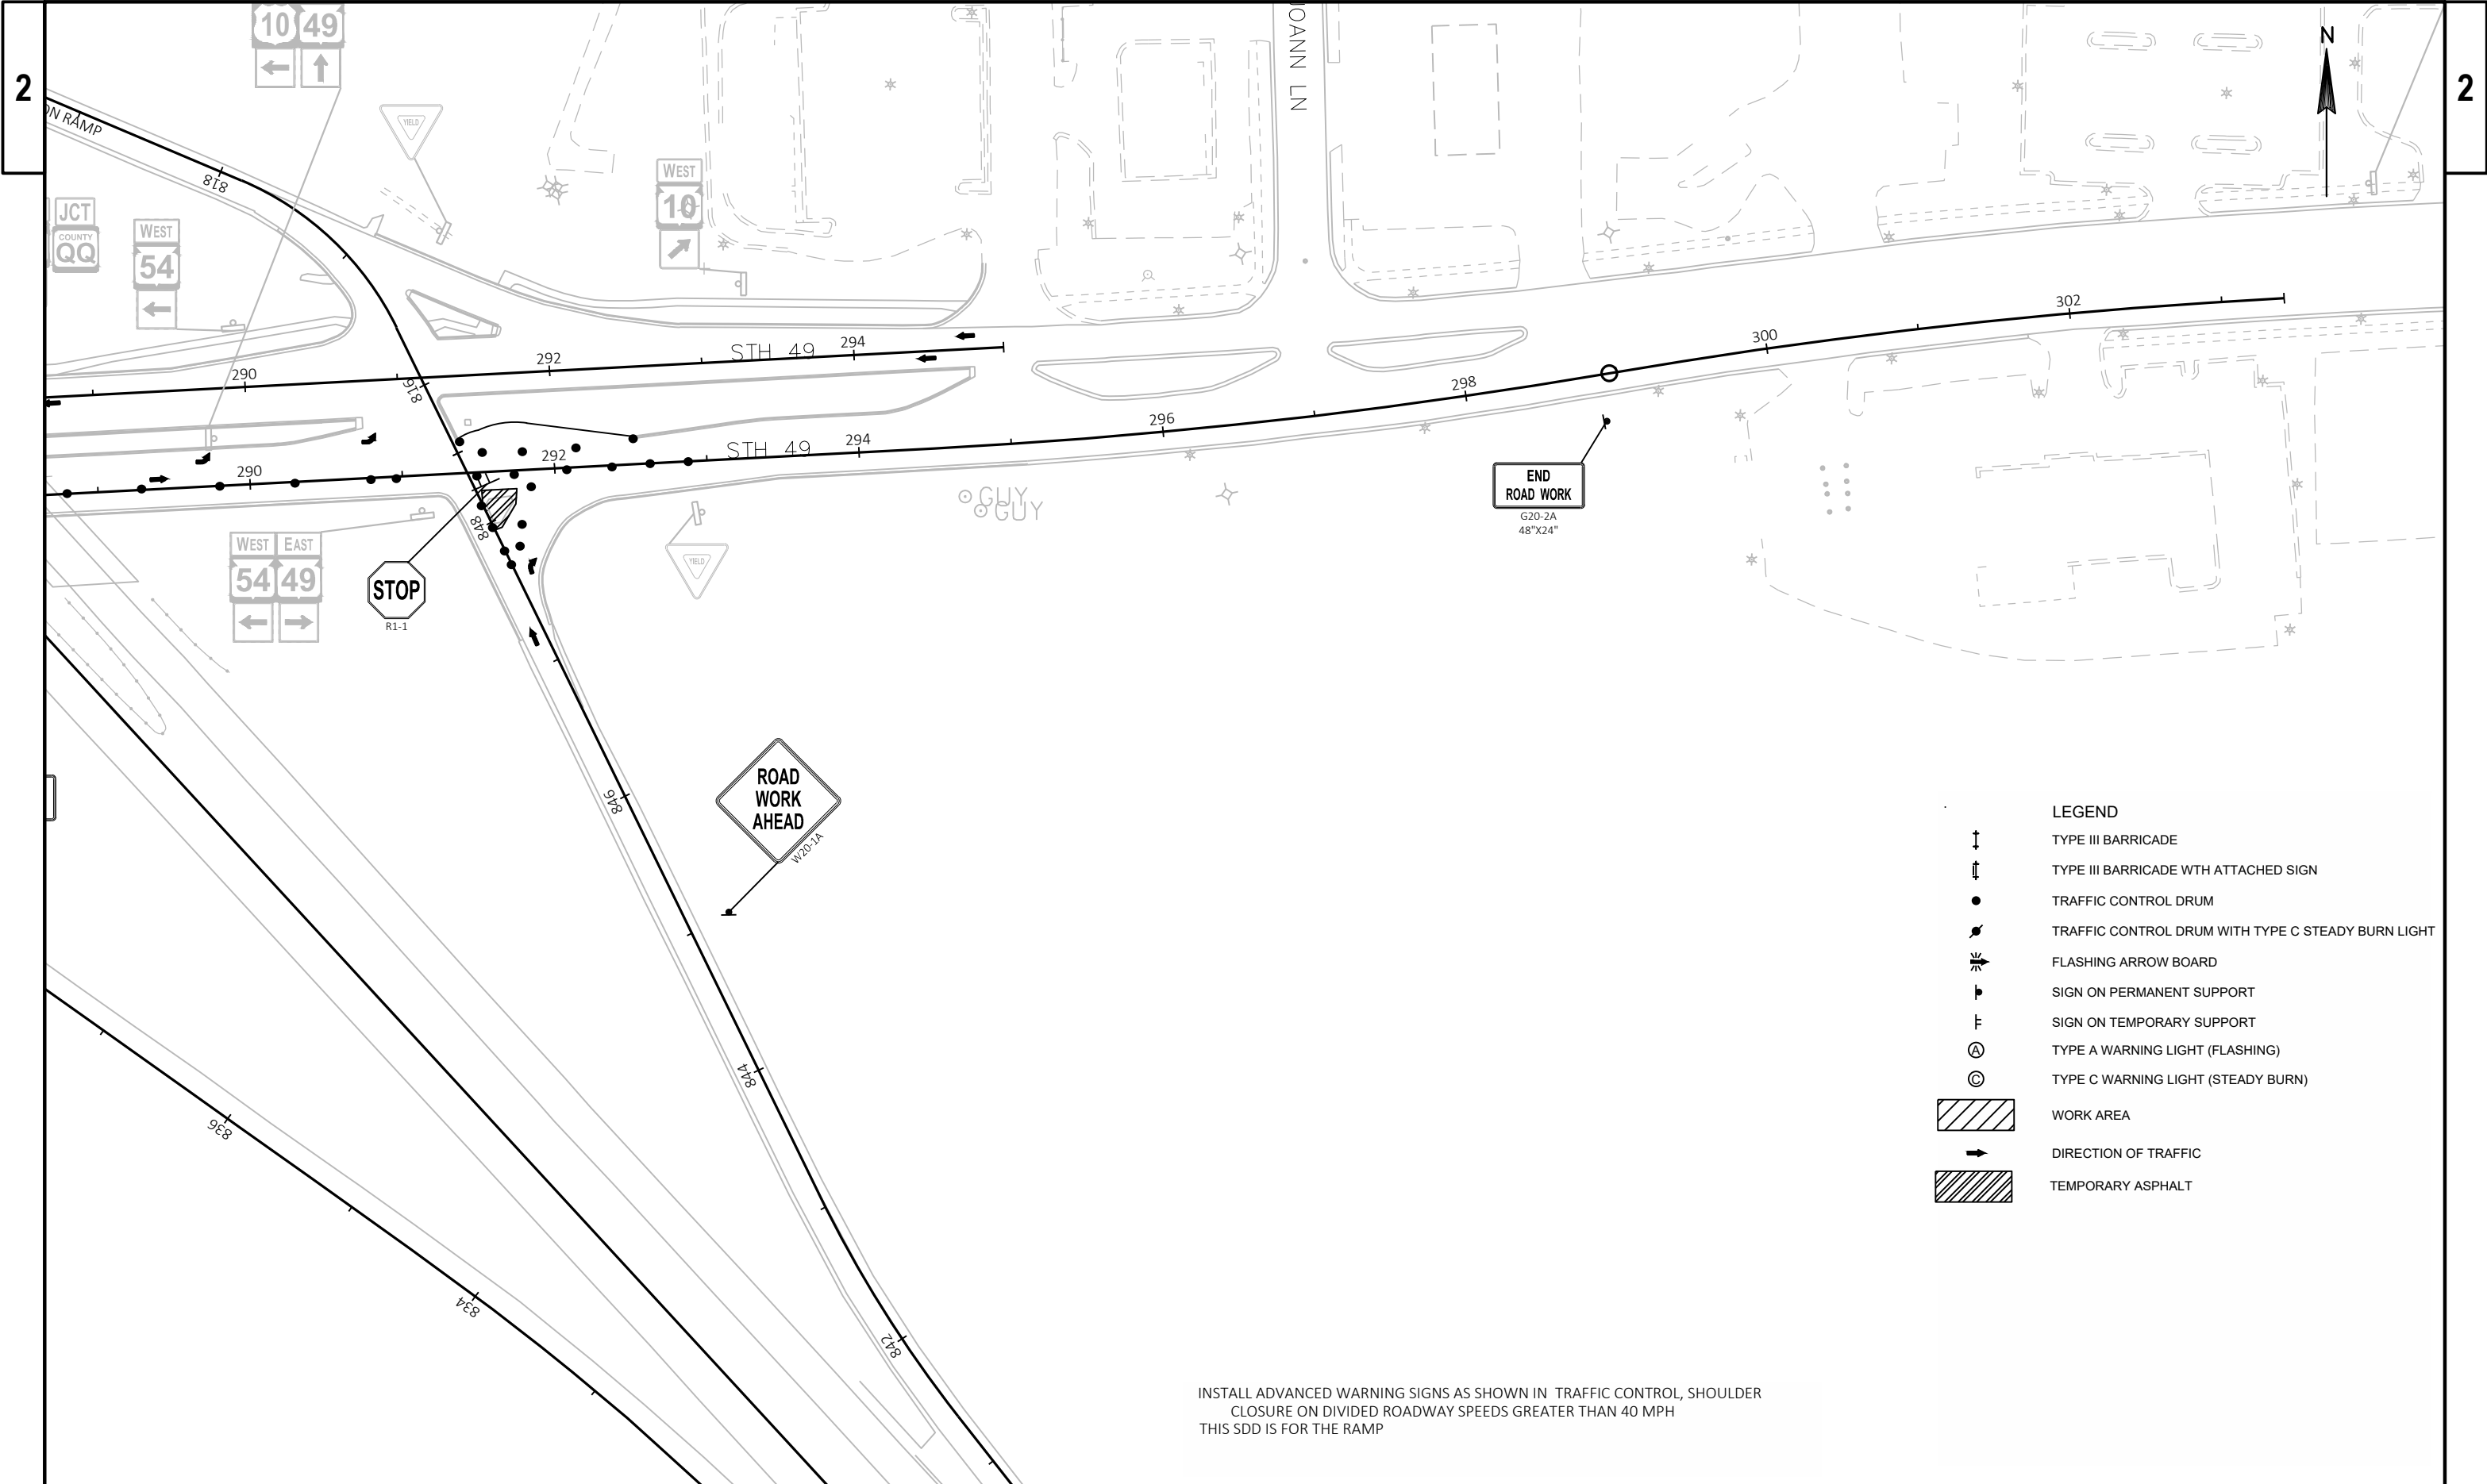 2
2
10 49
JOANN LN
N
ON RAMP
818
YIELD
WEST
10
JCT
COUNTY
QQ
WEST
54
302
300
298
296
STH 49
294
292
290
816
STH 49
294
292
290
GUY
GUY
END
ROAD WORK
G20-2A
48"X24"
848
WEST EAST
54 49
STOP
R1-1
YIELD
ROAD
WORK
AHEAD
W20-1A
846
844
842
836
834
LEGEND
TYPE III BARRICADE
TYPE III BARRICADE WTH ATTACHED SIGN
TRAFFIC CONTROL DRUM
TRAFFIC CONTROL DRUM WITH TYPE C STEADY BURN LIGHT
FLASHING ARROW BOARD
SIGN ON PERMANENT SUPPORT
SIGN ON TEMPORARY SUPPORT
A TYPE A WARNING LIGHT (FLASHING)
C TYPE C WARNING LIGHT (STEADY BURN)
WORK AREA
DIRECTION OF TRAFFIC
TEMPORARY ASPHALT
INSTALL ADVANCED WARNING SIGNS AS SHOWN IN TRAFFIC CONTROL, SHOULDER
CLOSURE ON DIVIDED ROADWAY SPEEDS GREATER THAN 40 MPH
THIS SDD IS FOR THE RAMP